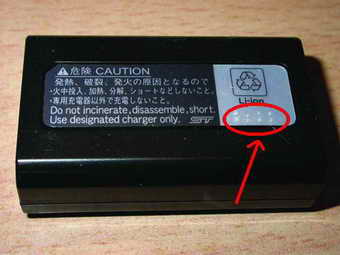 ⚠危険 CAUTION
発熱、破裂、発火の原因となるので
・火中投入、加熱、分解、ショートなどしないこと。
・専用充電器以外で充電しないこと。
Do not incinerate,disassemble,short.
Use designated charger only.
Li-ion